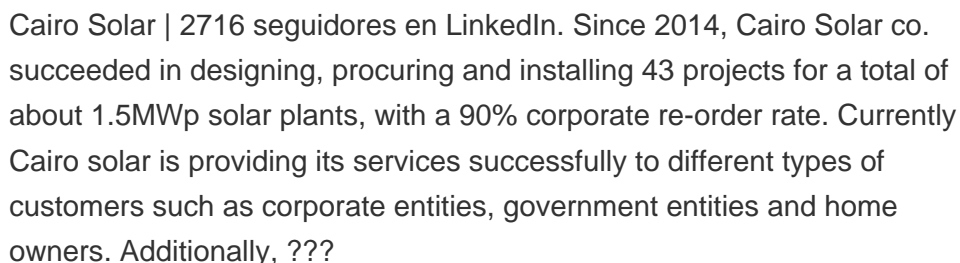 Cairo Solar | 2716 seguidores en LinkedIn. Since 2014, Cairo Solar co.
succeeded in designing, procuring and installing 43 projects for a total of
about 1.5MWp solar plants, with a 90% corporate re-order rate. Currently
Cairo solar is providing its services successfully to different types of
customers such as corporate entities, government entities and home
owners. Additionally, ???